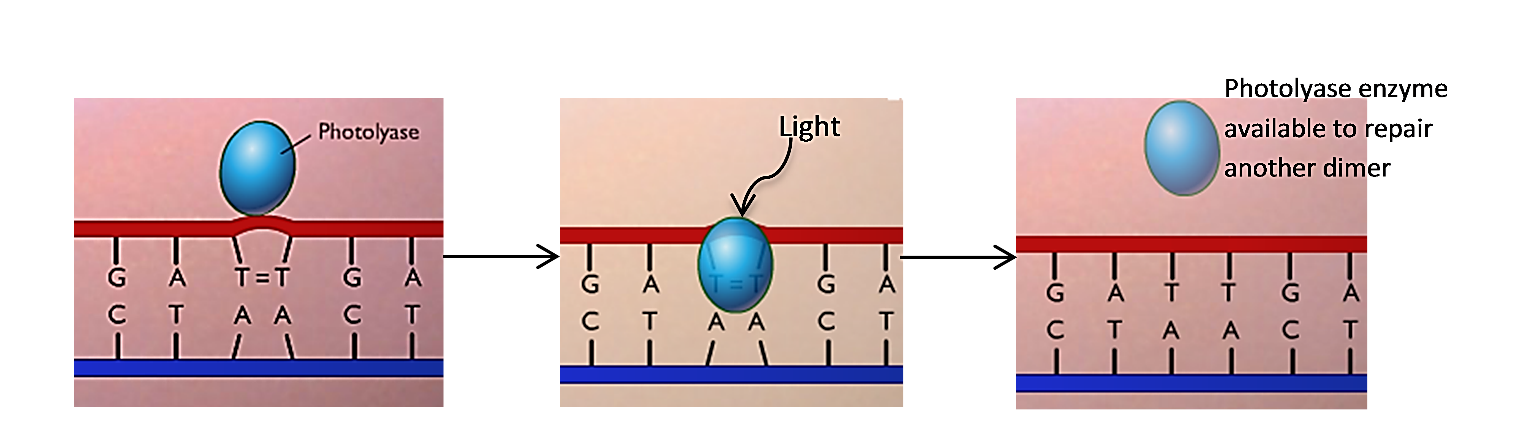 Photolyase
G A T=T G A
C T A A C T
Light
G A T=T G A
C T A A C T
Photolyase enzyme
available to repair
another dimer
G A T T G A
C T A A C T